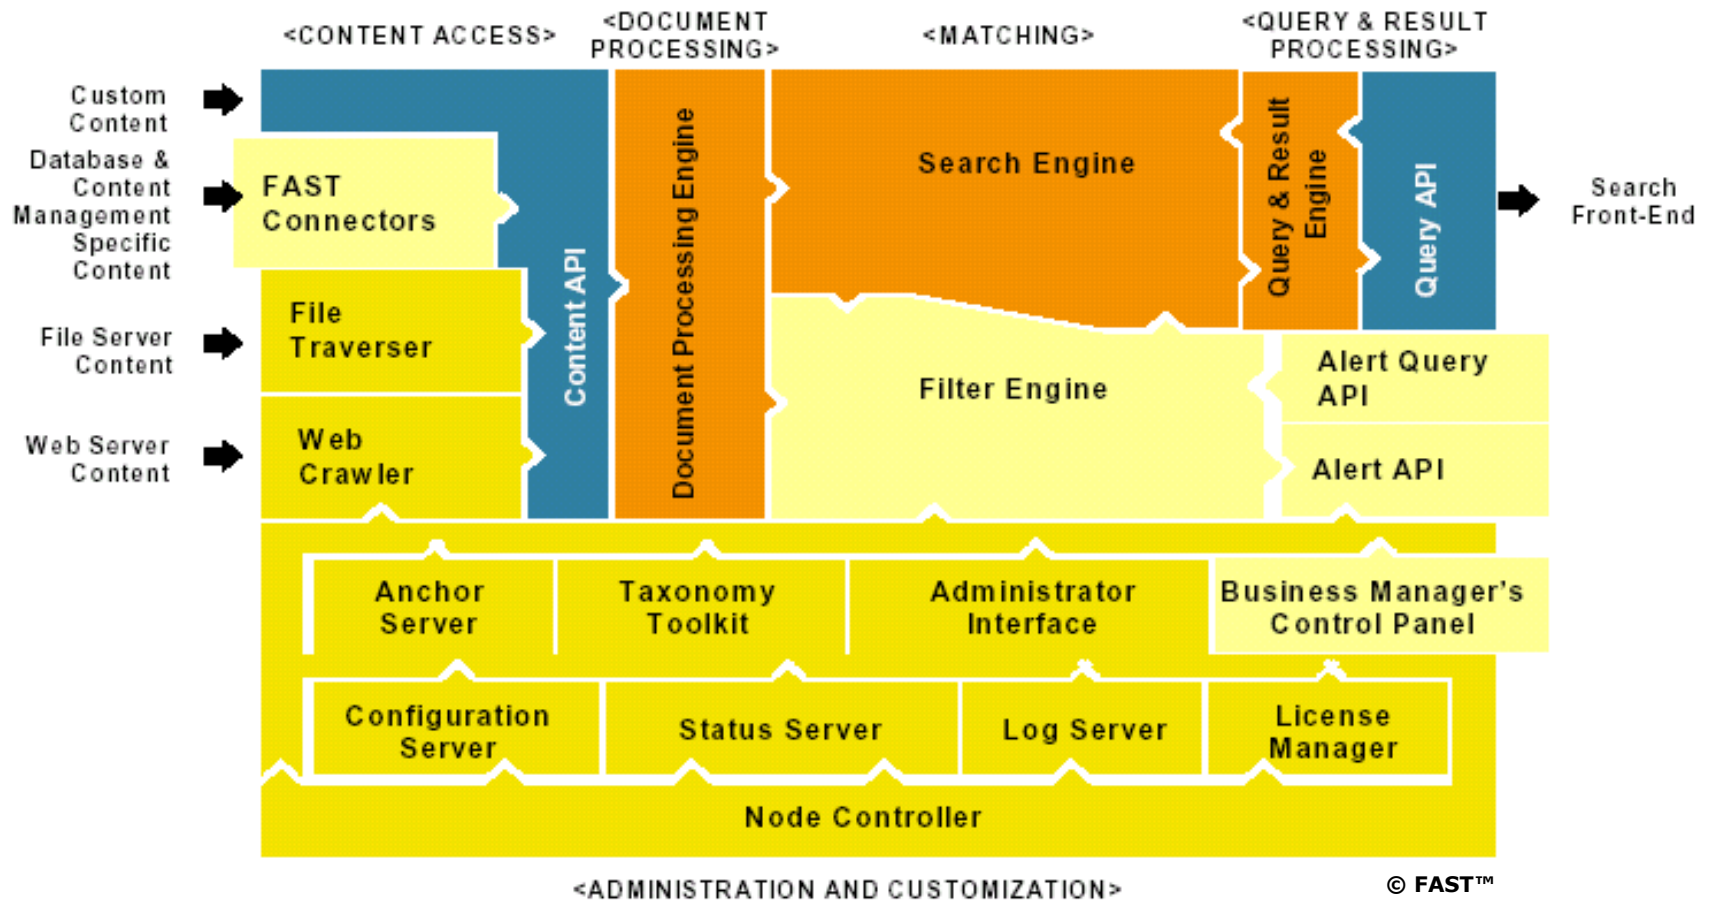 <CONTENT ACCESS>
<DOCUMENT
PROCESSING>
<MATCHING>
<QUERY & RESULT
PROCESSING>
Custom
Content
Database &
Content
Management
Specific
Content
File Server
Content
Web Server
Content
FAST
Connectors
File
Traverser
Web
Crawler
Content API
Document Processing Engine
Search Engine
Filter Engine
Query & Result
Engine
Query API
Search
Front-End
Alert Query
API
Alert API
Anchor
Server
Taxonomy
Toolkit
Administrator
Interface
Business Manager's
Control Panel
Configuration
Server
Status Server
Log Server
License
Manager
Node Controller
<ADMINISTRATION AND CUSTOMIZATION>
© FAST™